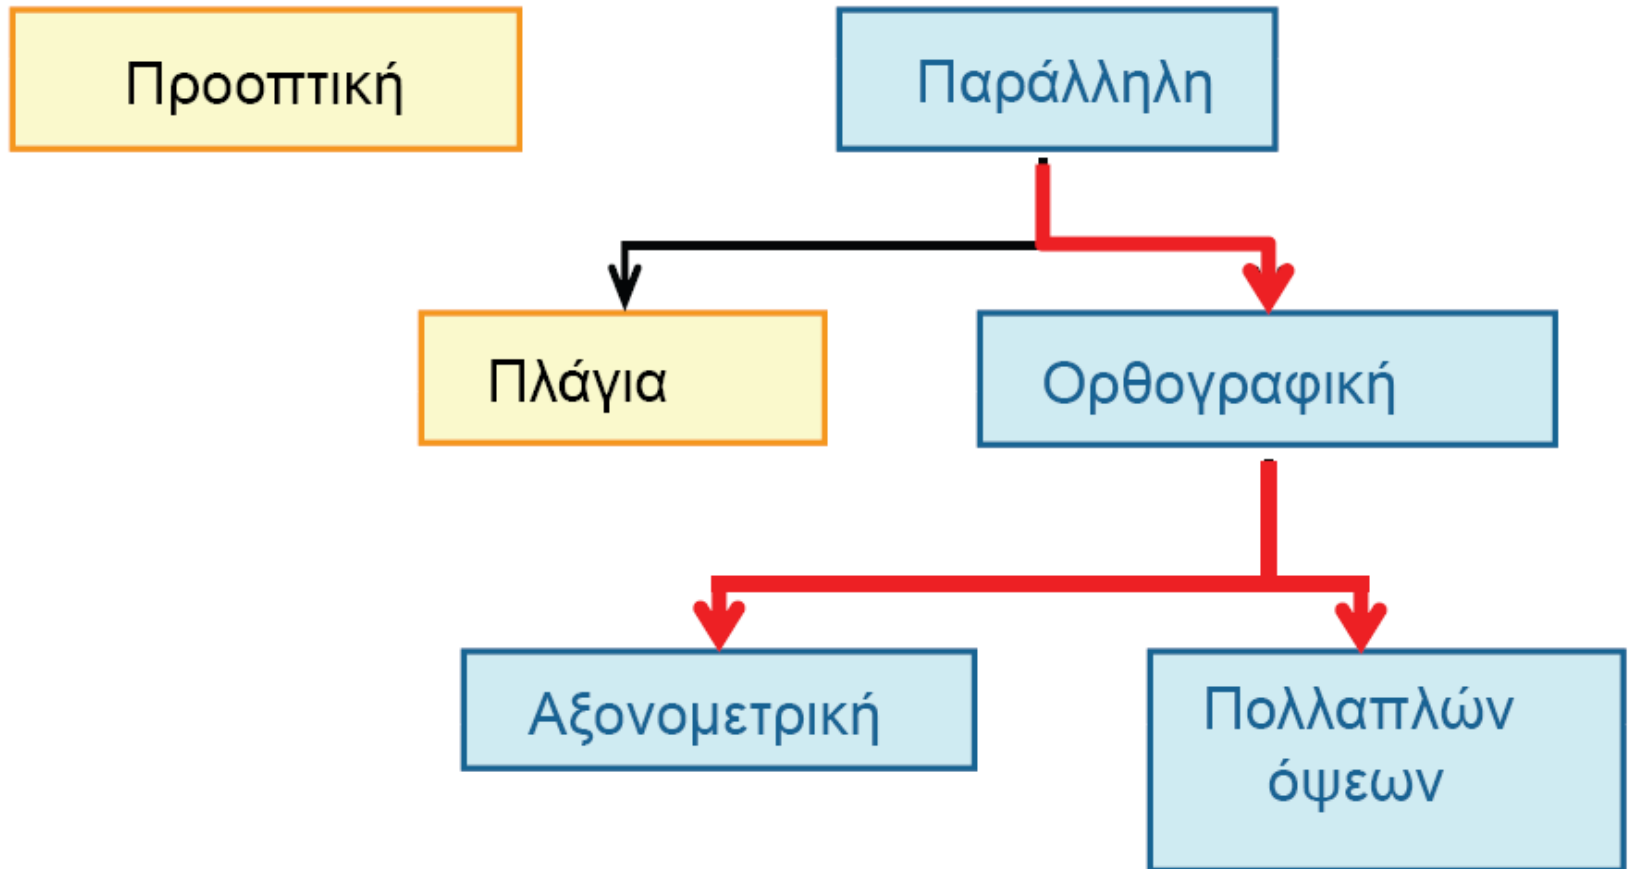 Προοπτική
Παράλληλη
Πλάγια
Ορθογραφική
Αξονομετρική
Πολλαπλών
όψεων